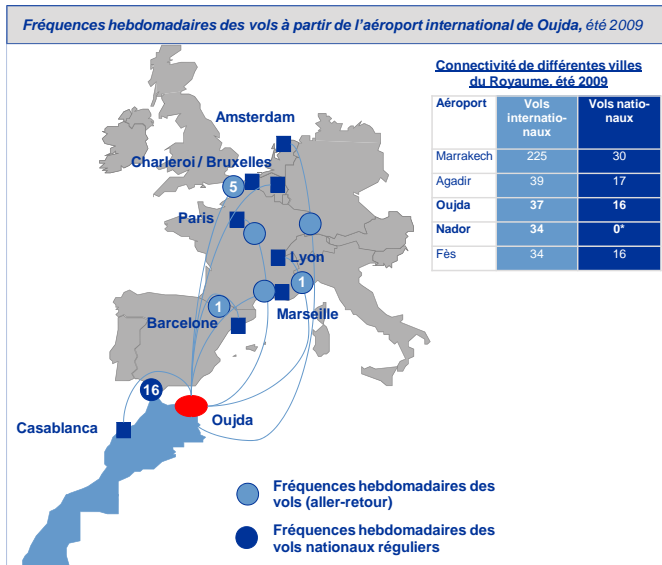 Fréquences hebdomadaires des vols à partir de l'aéroport international de Oujda, été 2009
Connectivité de différentes villes
du Royaume, été 2009
Aéroport
Vols
internatio-
naux
Vols natio-
naux
Marrakech 225 30
Agadir 39 17
Oujda 37 16
Nador 34 0*
Fès 34 16
Amsterdam
Charleroi / Bruxelles
5
Paris
Lyon
1
1
Barcelone
Marseille
16
Oujda
Casablanca
Fréquences hebdomadaires des
vols (aller-retour)
Fréquences hebdomadaires des
vols nationaux réguliers